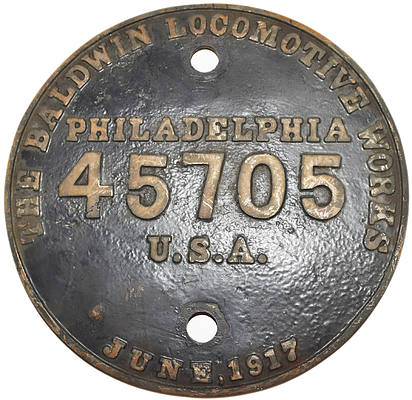 THE BALDWIN LOCOMOTIVE WORKS
PHILADELPHIA
45705
U.S.A.
JUNE, 1917